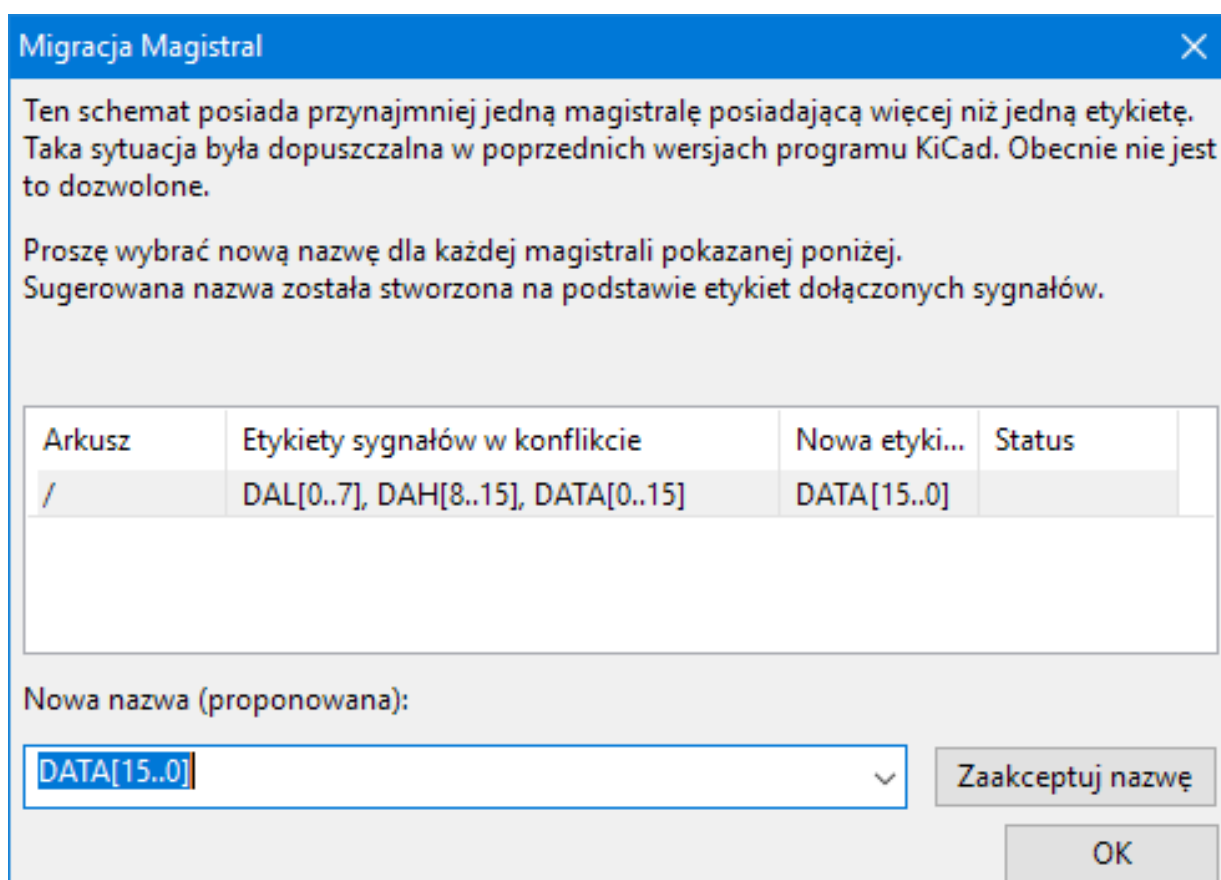 Migracja Magistral
Ten schemat posiada przynajmniej jedną magistralę posiadającą więcej niż jedną etykietę.
Taka sytuacja była dopuszczalna w poprzednich wersjach programu KiCad. Obecnie nie jest
to dozwolone.
Proszę wybrać nową nazwę dla każdej magistrali pokazanej poniżej.
Sugerowana nazwa została stworzona na podstawie etykiet dołączonych sygnałów.
Arkusz Etykiety sygnałów w konflikcie Nowa etyki... Status
/ DAL[0..7], DAH[8..15], DATA[0..15] DATA[15..0]
Nowa nazwa (proponowana):
DATA[15..0] Zaakceptuj nazwę
OK